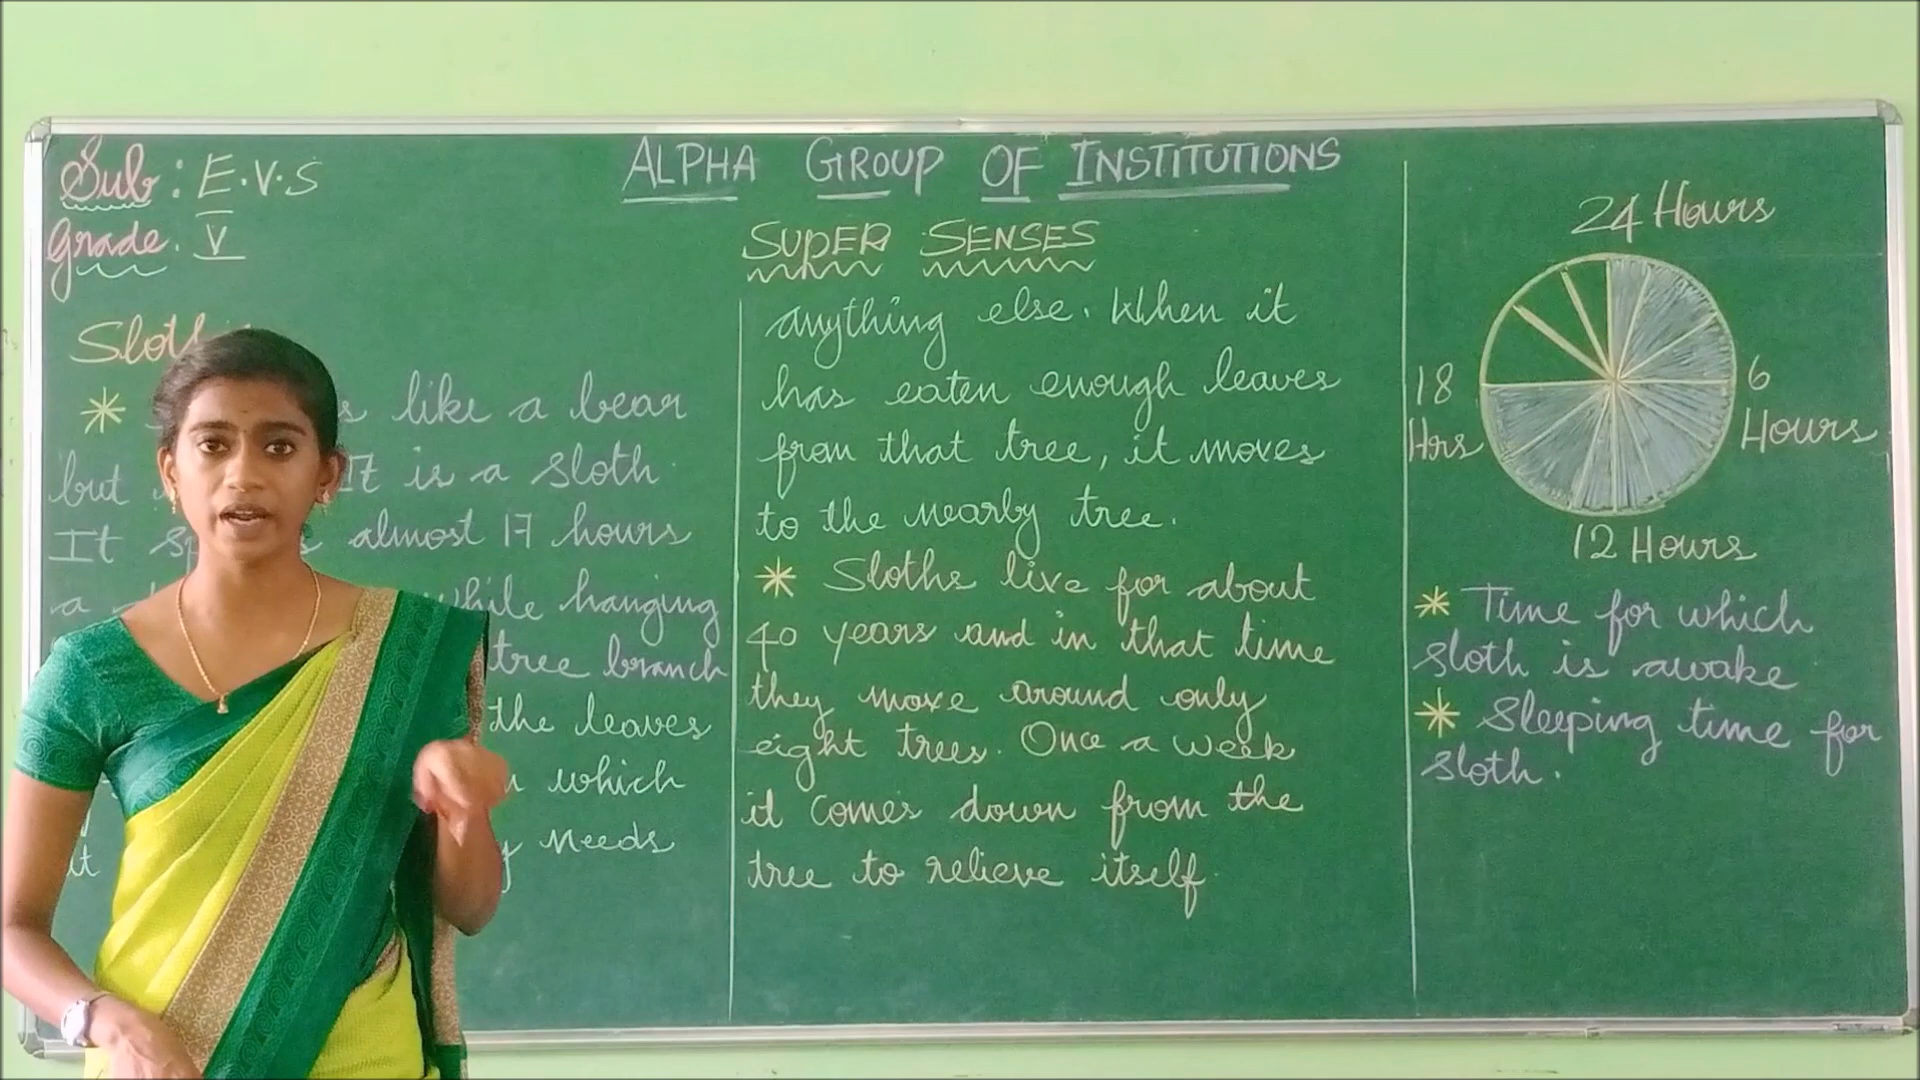 Sub: E.V.S
Grade. V
ALPHA GROUP OF INSTITUTIONS
SUPER SENSES
like a bear
but It is a sloth.
It almost 17 hours
a while hanging
tree branch
the leaves
which
needs
it
anything else. When it
has eaten enough leaves
from that tree, it moves
to the nearby tree.
* Sloths live for about
40 years and in that time
they move around only
eight trees. Once a week
it comes down from the
tree to relieve itself.
24 Hours
18
Hrs
6
Hours
12 Hours
* Time for which
sloth is awake
* Sleeping time for
sloth.